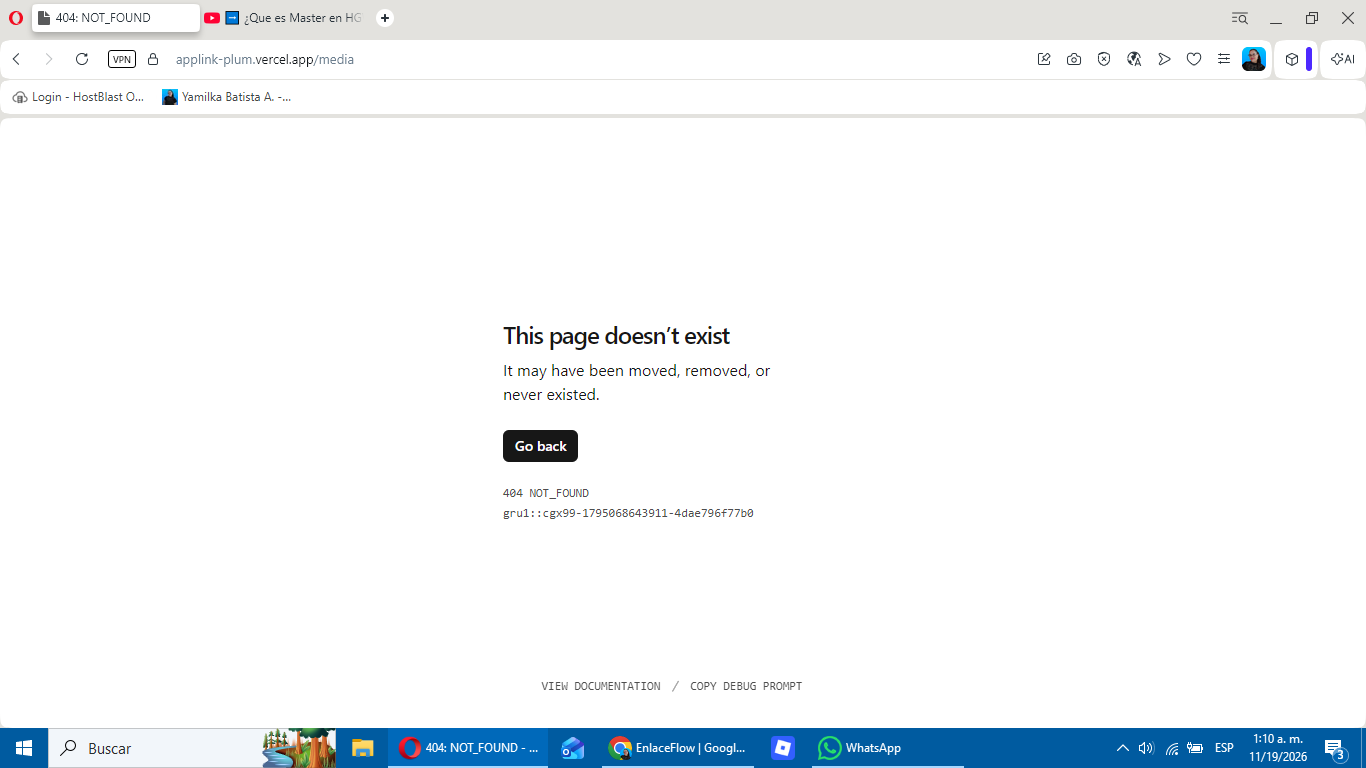 404: NOT_FOUND
¿Que es Master en HG
VPN
applink-plum.vercel.app/media
AI
Login - HostBlast O...
Yamilka Batista A. -...
This page doesn't exist
It may have been moved, removed, or
never existed.
Go back
404 NOT_FOUND
gru1::cgx99-1795068643911-4dae796f77b0
VIEW DOCUMENTATION / COPY DEBUG PROMPT
Buscar
404: NOT_FOUND - ...
EnlaceFlow | Googl...
WhatsApp
ESP
1:10 a. m.
11/19/2026
3